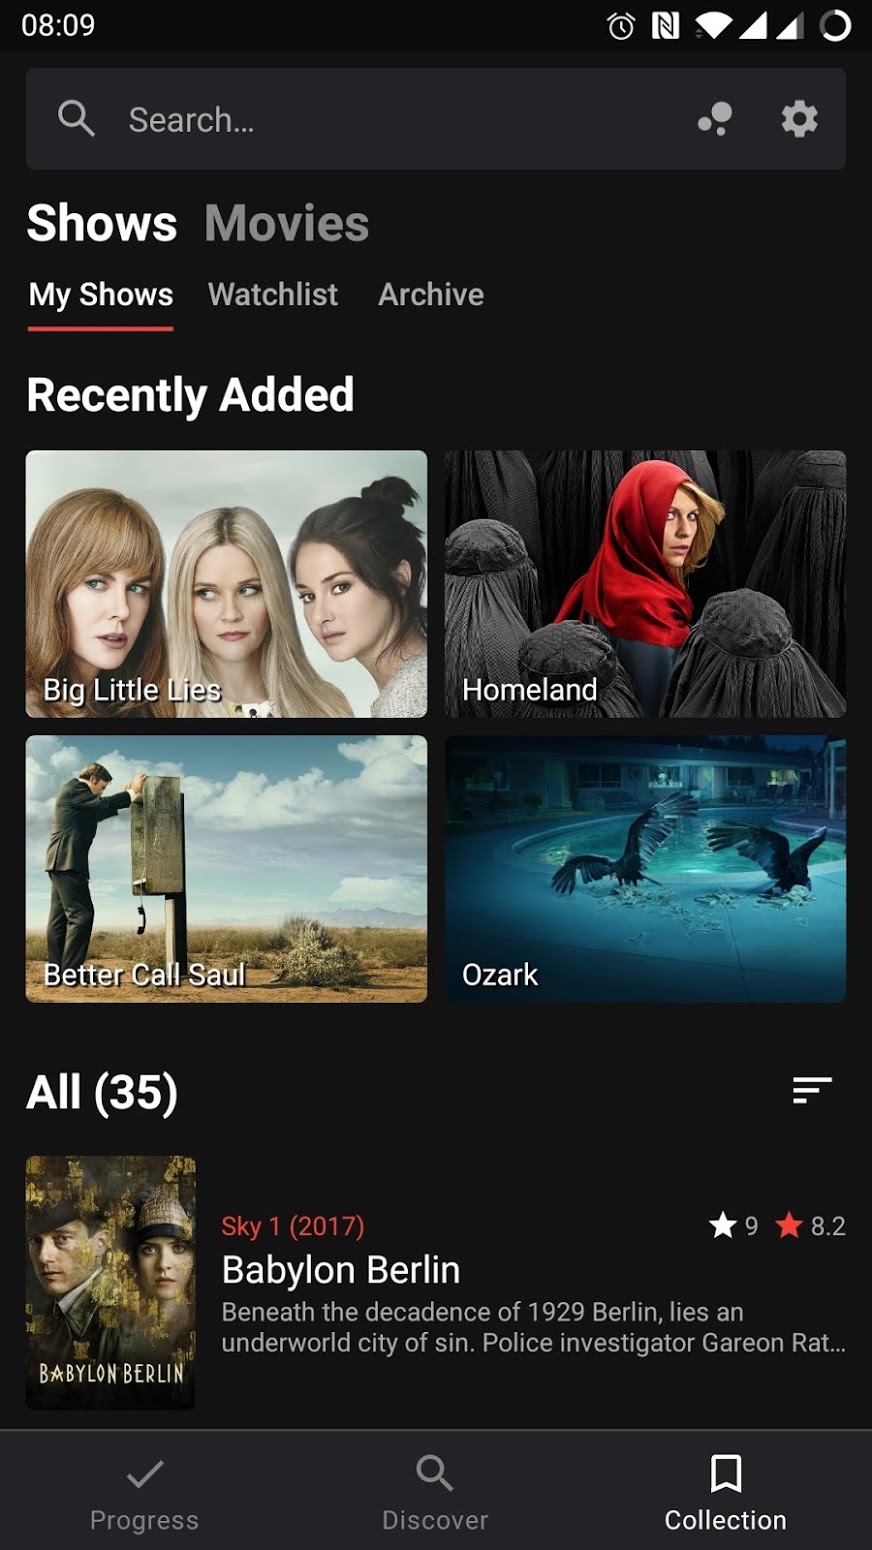 08:09
Search...
Shows Movies
My Shows Watchlist Archive
Recently Added
Big Little Lies
Homeland
Better Call Saul
Ozark
All (35)
Sky 1 (2017) 9 8.2
Babylon Berlin
Beneath the decadence of 1929 Berlin, lies an
underworld city of sin. Police investigator Gareon Rat...
BABYLON BERLIN
Progress Discover Collection